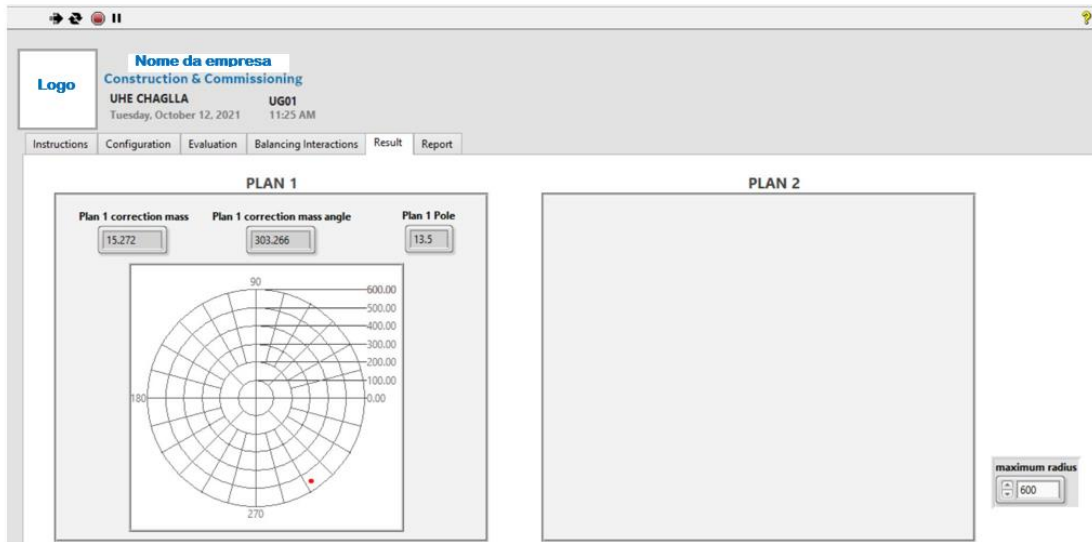 Nome da empresa
Logo
Construction & Commissioning
UHE CHAGLLA UG01
Tuesday, October 12, 2021 11:25 AM
Instructions Configuration Evaluation Balancing Interactions Result Report
PLAN 1 PLAN 2
Plan 1 correction mass Plan 1 correction mass angle Plan 1 Pole
15.272 303.266 13.5
90
600.00
500.00
400.00
300.00
200.00
100.00
180 0.00
270
maximum radius
600